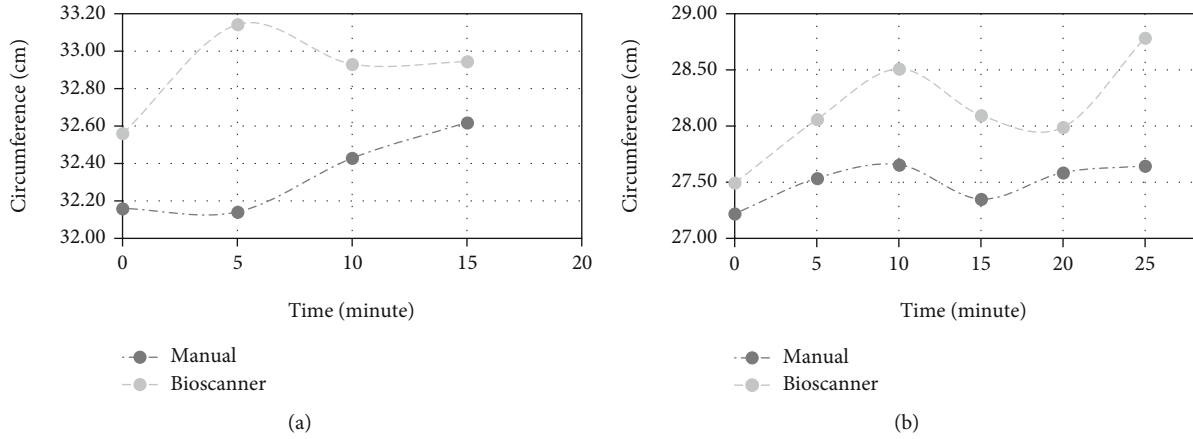 Circumference (cm)
33.20
33.00
32.80
32.60
32.40
32.20
32.00
0 5 10 15 20
Time (minute)
Manual
Bioscanner
(a)
Circumference (cm)
29.00
28.50
28.00
27.50
27.00
0 5 10 15 20 25
Time (minute)
Manual
Bioscanner
(b)